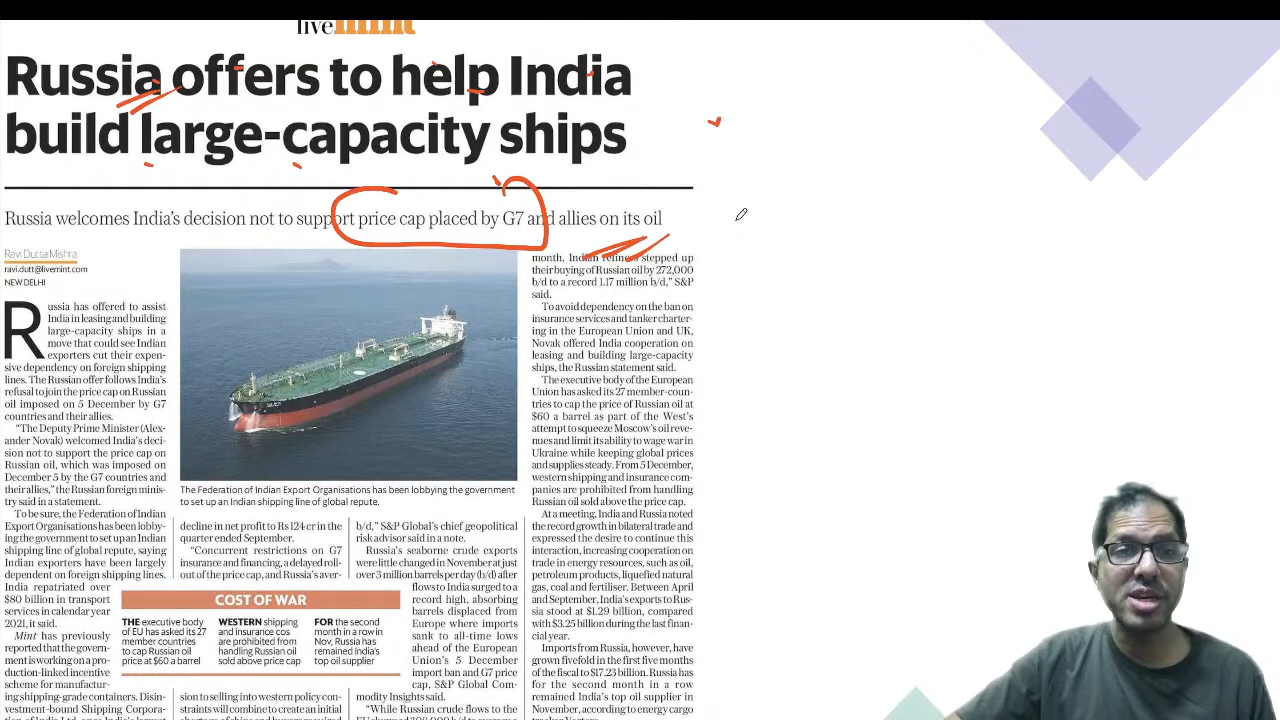 livemint
Russia offers to help India
build large-capacity ships
Russia welcomes India's decision not to support price cap placed by G7 and allies on its oil
Ravi Dutta Mishra
ravi.dutt@livemint.com
NEW DELHI
Russia has offered to assist
India in leasing and building
large-capacity ships in a
move that could see Indian
exporters cut their expen-
sive dependency on foreign shipping
lines. The Russian offer follows India's
refusal to join the price cap on Russian
oil imposed on 5 December by G7
countries and their allies.
"The Deputy Prime Minister (Alex-
ander Novak) welcomed India's deci-
sion not to support the price cap on
Russian oil, which was imposed on
December 5 by the G7 countries and
their allies," the Russian foreign minis-
try said in a statement.
To be sure, the Federation of Indian
Export Organisations has been lobby-
ing the government to set up an Indian
shipping line of global repute, saying
Indian exporters have been largely
dependent on foreign shipping lines.
India repatriated over
$80 billion in transport
services in calendar year
2021, it said.
Mint has previously
reported that the govern-
ment is working on a pro-
duction-linked incentive
scheme for manufactur-
ing shipping-grade containers. Disin-
vestment-bound Shipping Corpora-
tion of India Ltd, once India's largest
The Federation of Indian Export Organisations has been lobbying the government
to set up an Indian shipping line of global repute.
decline in net profit to Rs 124 cr in the
quarter ended September.
"Concurrent restrictions on G7
insurance and financing, a delayed roll-
out of the price cap, and Russia's aver-
COST OF WAR
THE executive body
of EU has asked its 27
member countries
to cap Russian oil
price at $60 a barrel
WESTERN shipping
and insurance cos
are prohibited from
handling Russian oil
sold above price cap
FOR the second
month in a row in
Nov, Russia has
remained India's
top oil supplier
sion to selling into western policy con-
straints will combine to create an initial
b/d," S&P Global's chief geopolitical
risk advisor said in a note.
Russia's seaborne crude exports
were little changed in November at just
over 3 million barrels per day (b/d) after
flows to India surged to a
record high, absorbing
barrels displaced from
Europe where imports
sank to all-time lows
ahead of the European
Union's 5 December
import ban and G7 price
cap, S&P Global Com-
modity Insights said.
"While Russian crude flows to the
month, Indian refiners stepped up
their buying of Russian oil by 272,000
b/d to a record 1.17 million b/d," S&P
said.
To avoid dependency on the ban on
insurance services and tanker charter-
ing in the European Union and UK,
Novak offered India cooperation on
leasing and building large-capacity
ships, the Russian statement said.
The executive body of the European
Union has asked its 27 member-coun-
tries to cap the price of Russian oil at
$60 a barrel as part of the West's
attempt to squeeze Moscow's oil reve-
nues and limit its ability to wage war in
Ukraine while keeping global prices
and supplies steady. From 5 December,
western shipping and insurance com-
panies are prohibited from handling
Russian oil sold above the price cap.
At a meeting, India and Russia noted
the record growth in bilateral trade and
expressed the desire to continue this
interaction, increasing cooperation on
trade in energy resources, such as oil,
petroleum products, liquefied natural
gas, coal and fertiliser. Between April
and September, India's exports to Rus-
sia stood at $1.29 billion, compared
with $3.25 billion during the last finan-
cial year.
Imports from Russia, however, have
grown fivefold in the first five months
of the fiscal to $17.23 billion. Russia has
for the second month in a row
remained India's top oil supplier in
November, according to energy cargo